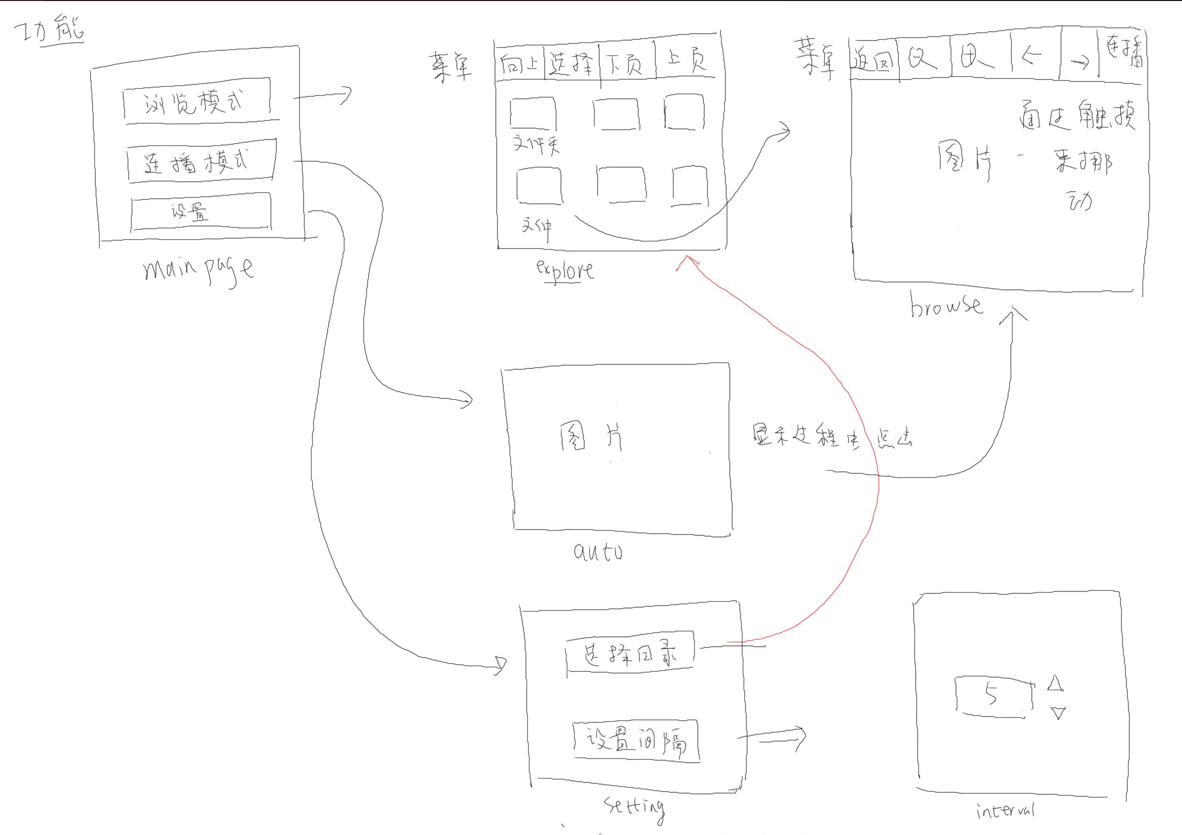 功能
浏览模式
连播模式
设置
main page
菜单
向上 选择 下页 上页
文件夹
文件
explore
菜单
返回 连播
图片
通过触摸
来挪
动
browse
图片
auto
显示过程中点击
选择目录
设置间隔
setting
5
interval